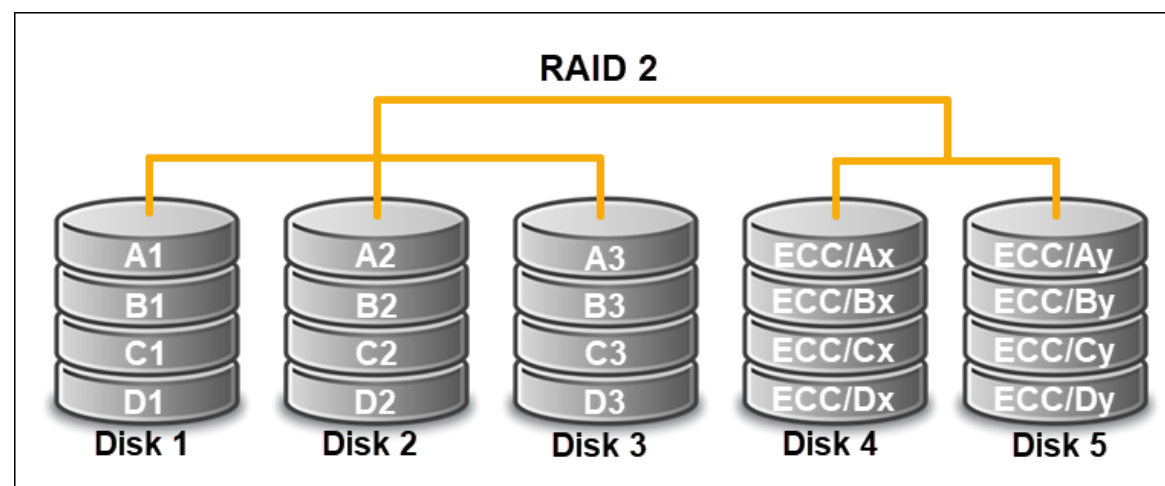 RAID 2
A1 A2 A3 ECC/Ax ECC/Ay
B1 B2 B3 ECC/Bx ECC/By
C1 C2 C3 ECC/Cx ECC/Cy
D1 D2 D3 ECC/Dx ECC/Dy
Disk 1 Disk 2 Disk 3 Disk 4 Disk 5